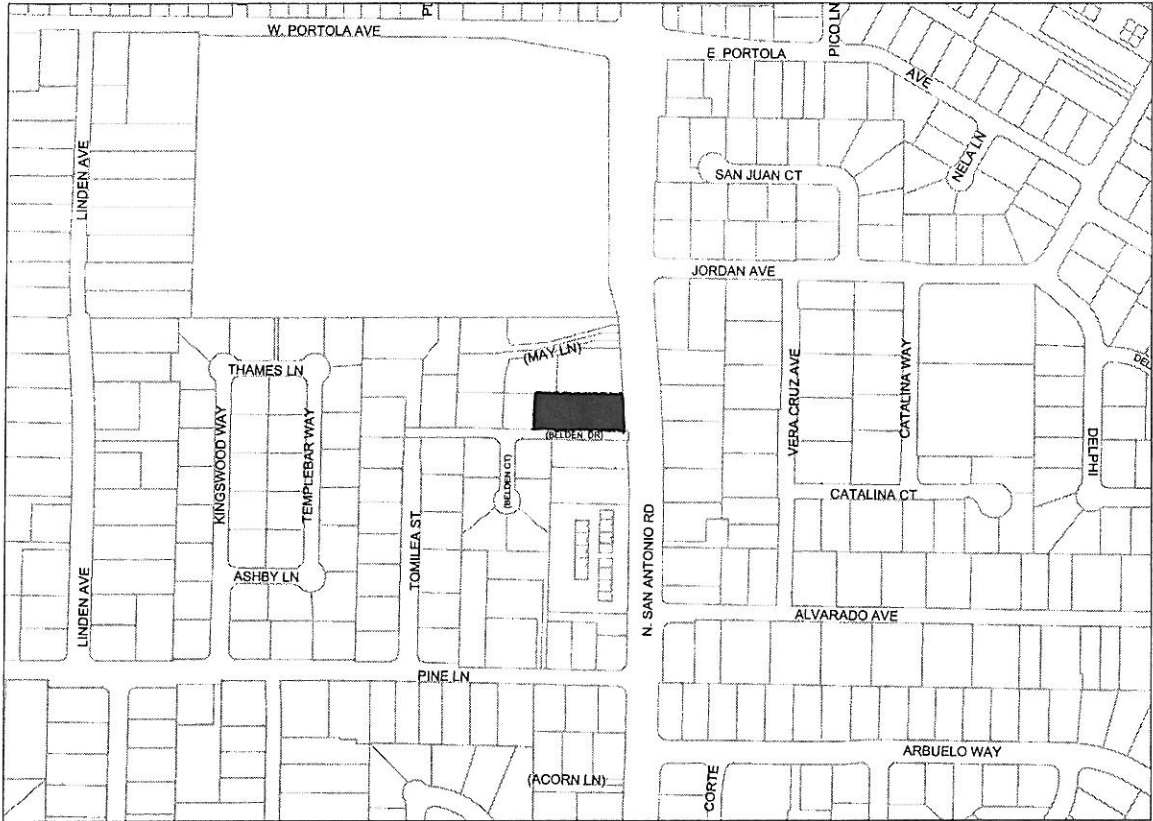 W. PORTOLA AVE
E PORTOLA
AVE
PICO LN
NELA LN
LINDEN AVE
SAN JUAN CT
JORDAN AVE
(MAY LN)
THAMES LN
KINGSWOOD WAY
TEMPLEBAR WAY
(BELDEN DR)
(BELDEN CT)
VERA CRUZ AVE
CATALINA WAY
DEL
DELPHI
CATALINA CT
TOMILEA ST
N. SAN ANTONIO RD
ASHBY LN
LINDEN AVE
ALVARADO AVE
PINE LN
ARBUELO WAY
(ACORN LN)
CORTE